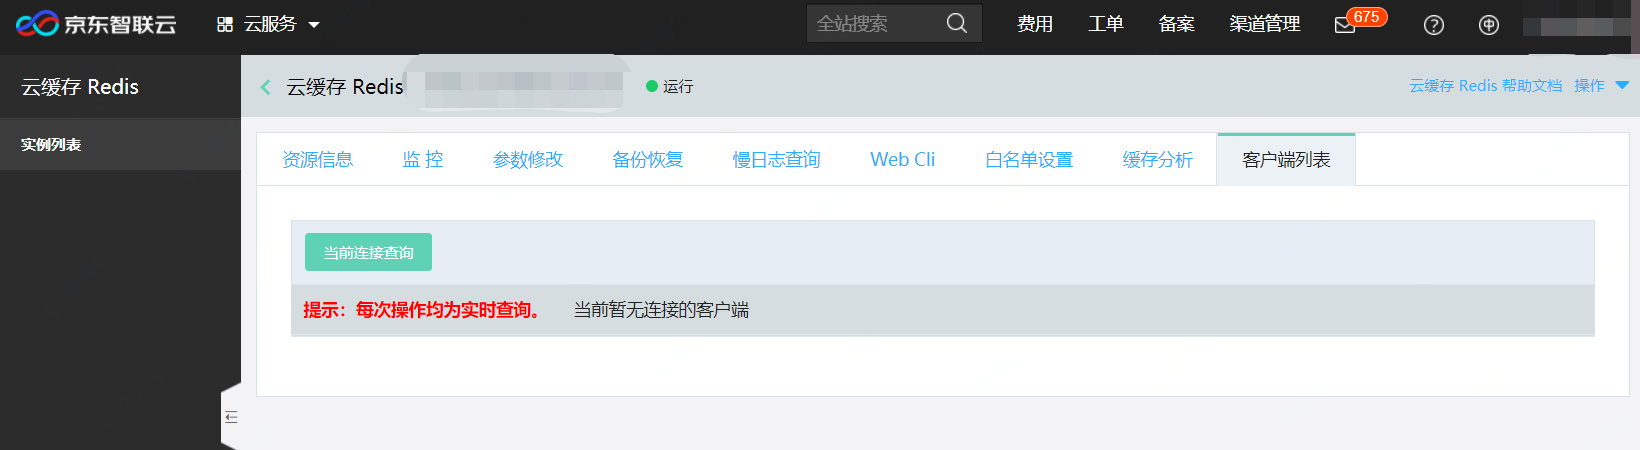 京东智联云 云服务 全站搜索 费用 工单 备案 渠道管理 675
云缓存 Redis
实例列表
云缓存 Redis 运行 云缓存 Redis 帮助文档 操作
资源信息 监 控 参数修改 备份恢复 慢日志查询 Web Cli 白名单设置 缓存分析 客户端列表
当前连接查询
提示：每次操作均为实时查询。 当前暂无连接的客户端